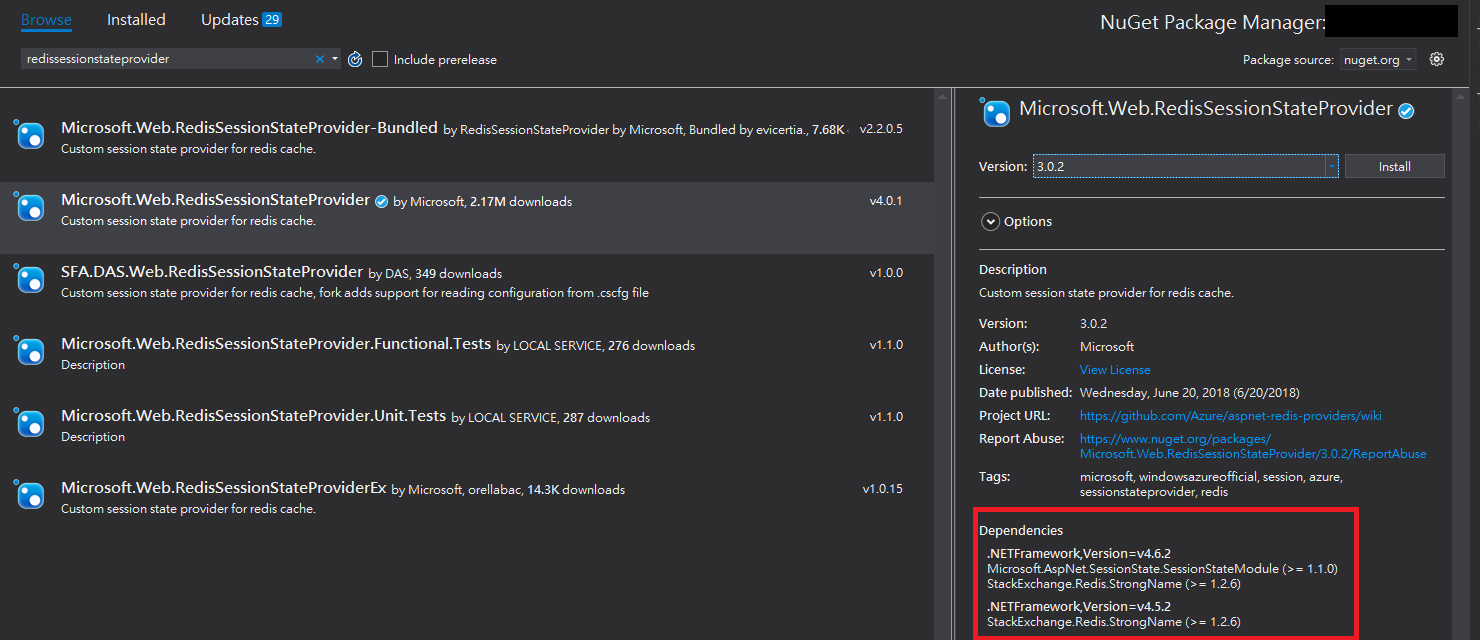 Browse Installed Updates 29
NuGet Package Manager:
redissessionstateprovider
Include prerelease
Package source: nuget.org
Microsoft.Web.RedisSessionStateProvider-Bundled by RedisSessionStateProvider by Microsoft, Bundled by evicertia., 7.68K v2.2.0.5
Custom session state provider for redis cache.
Microsoft.Web.RedisSessionStateProvider by Microsoft, 2.17M downloads v4.0.1
Custom session state provider for redis cache.
SFA.DAS.Web.RedisSessionStateProvider by DAS, 349 downloads v1.0.0
Custom session state provider for redis cache, fork adds support for reading configuration from .cscfg file
Microsoft.Web.RedisSessionStateProvider.Functional.Tests by LOCAL SERVICE, 276 downloads v1.1.0
Description
Microsoft.Web.RedisSessionStateProvider.Unit.Tests by LOCAL SERVICE, 287 downloads v1.1.0
Description
Microsoft.Web.RedisSessionStateProviderEx by Microsoft, orellabac, 14.3K downloads v1.0.15
Custom session state provider for redis cache.
Microsoft.Web.RedisSessionStateProvider
Version: 3.0.2 Install
Options
Description
Custom session state provider for redis cache.
Version: 3.0.2
Author(s): Microsoft
License: View License
Date published: Wednesday, June 20, 2018 (6/20/2018)
Project URL: https://github.com/Azure/aspnet-redis-providers/wiki
Report Abuse: https://www.nuget.org/packages/
Microsoft.Web.RedisSessionStateProvider/3.0.2/ReportAbuse
Tags: microsoft, windowsazureofficial, session, azure,
sessionstateprovider, redis
Dependencies
.NETFramework,Version=v4.6.2
Microsoft.AspNet.SessionState.SessionStateModule (>= 1.1.0)
StackExchange.Redis.StrongName (>= 1.2.6)
.NETFramework,Version=v4.5.2
StackExchange.Redis.StrongName (>= 1.2.6)